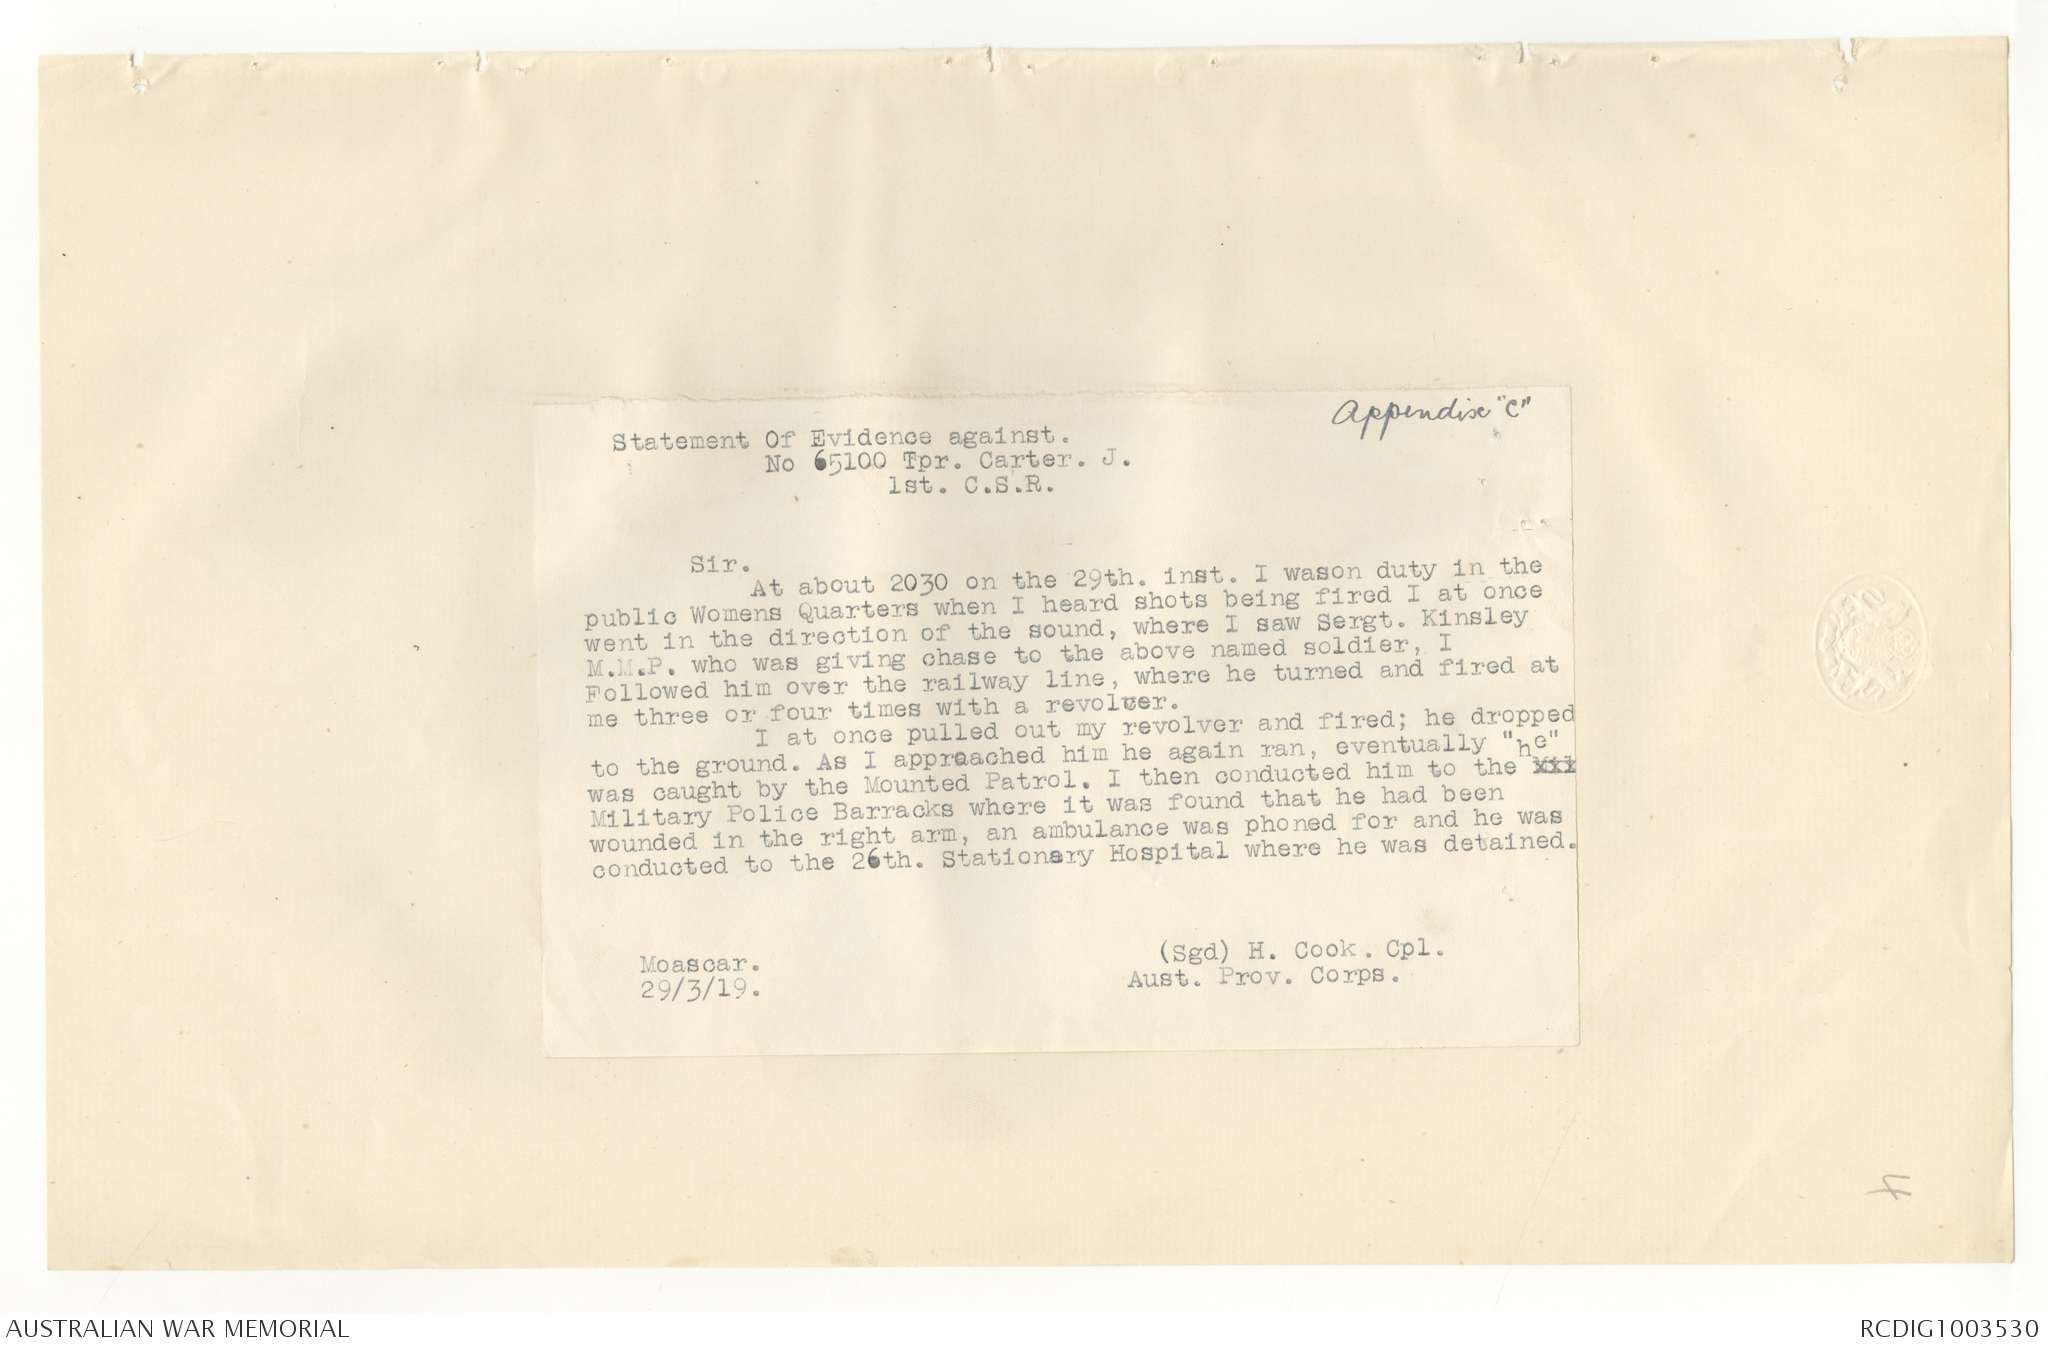 Appendix "C"
Statement Of Evidence against.
No 65100 Tpr. Carter. J.
1st. C.S.R.
Sir.
At about 2030 on the 29th. inst. I wason duty in the
public Womens Quarters when I heard shots being fired I at once
went in the direction of the sound, where I saw Sergt. Kinsley
M.M.P. who was giving chase to the above named soldier, I
Followed him over the railway line, where he turned and fired at
me three or four times with a revolver.
I at once pulled out my revolver and fired; he dropped
to the ground. As I approached him he again ran, eventually "he"
was caught by the Mounted Patrol. I then conducted him to the
Military Police Barracks where it was found that he had been
wounded in the right arm, an ambulance was phoned for and he was
conducted to the 26th. Stationary Hospital where he was detained.
(Sgd) H. Cook. Cpl.
Aust. Prov. Corps.
Moascar.
29/3/19.
4
AUSTRALIAN WAR MEMORIAL
RCDIG1003530